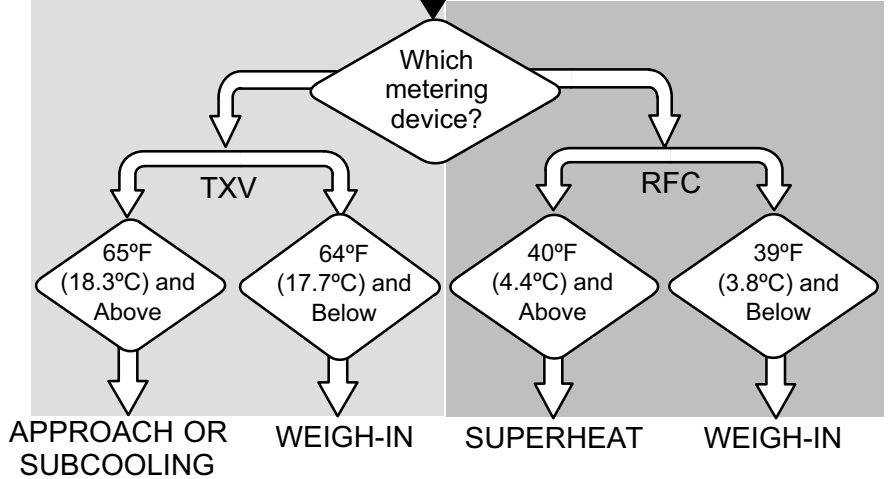 Which
metering
device?
TXV
RFC
65ºF
(18.3ºC) and
Above
64ºF
(17.7ºC) and
Below
40ºF
(4.4ºC) and
Above
39ºF
(3.8ºC) and
Below
APPROACH OR
SUBCOOLING
WEIGH-IN
SUPERHEAT
WEIGH-IN